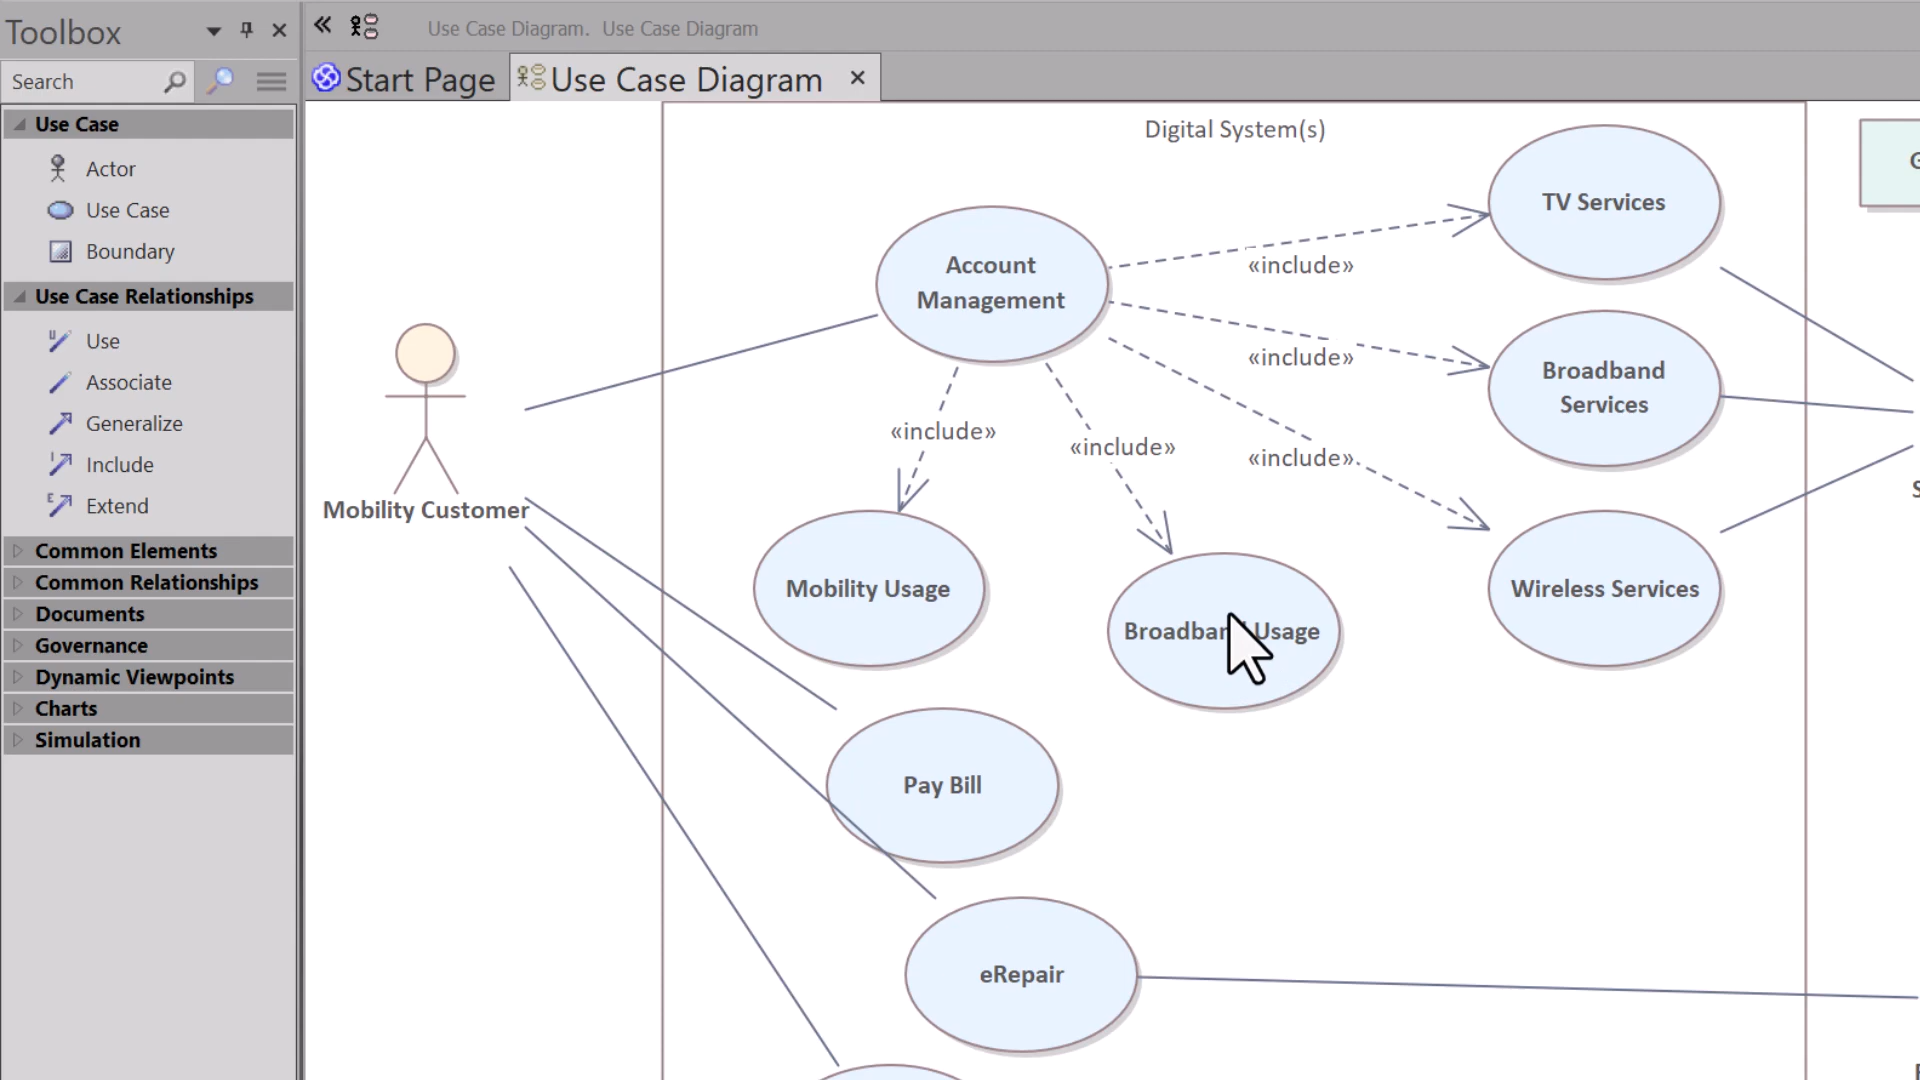 Toolbox
Search
Use Case
Actor
Use Case
Boundary
Use Case Relationships
Use
Associate
Generalize
Include
Extend
Common Elements
Common Relationships
Documents
Governance
Dynamic Viewpoints
Charts
Simulation
Use Case Diagram. Use Case Diagram
Start Page
Use Case Diagram
Digital System(s)
TV Services
Account
Management
«include»
Broadband
Services
«include»
«include»
«include»
«include»
Mobility Customer
Mobility Usage
Broadband Usage
Wireless Services
Pay Bill
eRepair